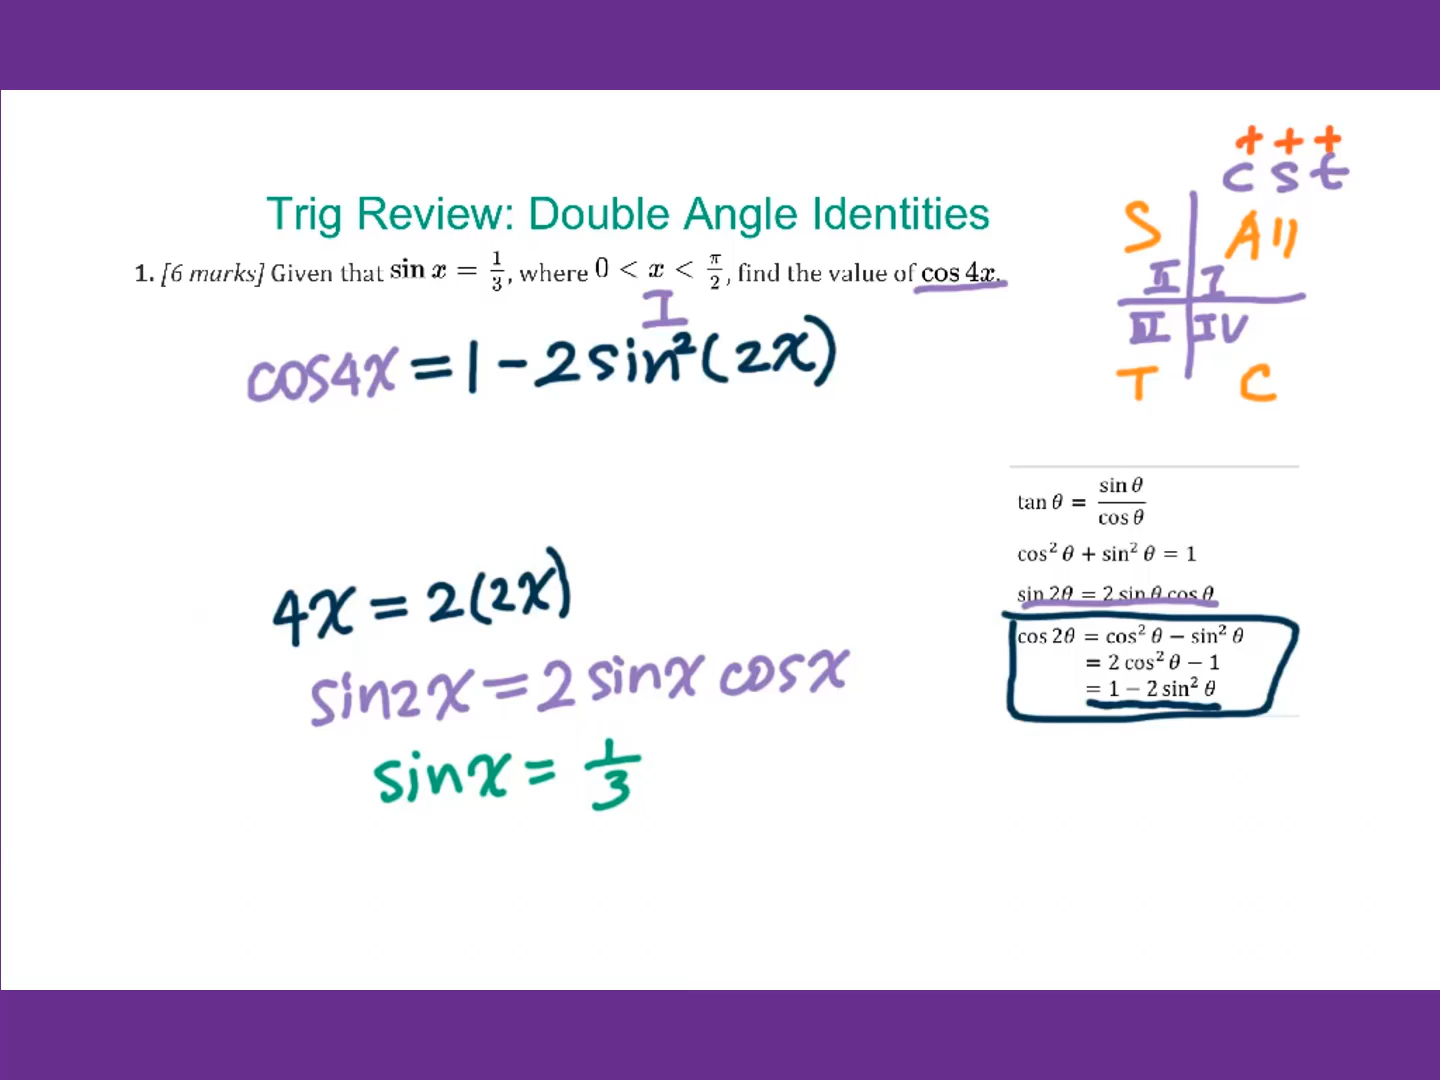 Trig Review: Double Angle Identities
1. [6 marks] Given that sin x = 1/3, where 0 < x < π/2, find the value of cos 4x.
I
cos4x = 1 - 2sin²(2x)
4x = 2(2x)
sin2x = 2 sinx cosx
sinx = 1/3
+ + +
c s t
S All
II I
III IV
T C
tan θ = sin θ / cos θ
cos² θ + sin² θ = 1
sin 2θ = 2 sin θ cos θ
cos 2θ = cos² θ − sin² θ
= 2 cos² θ − 1
= 1 − 2 sin² θ